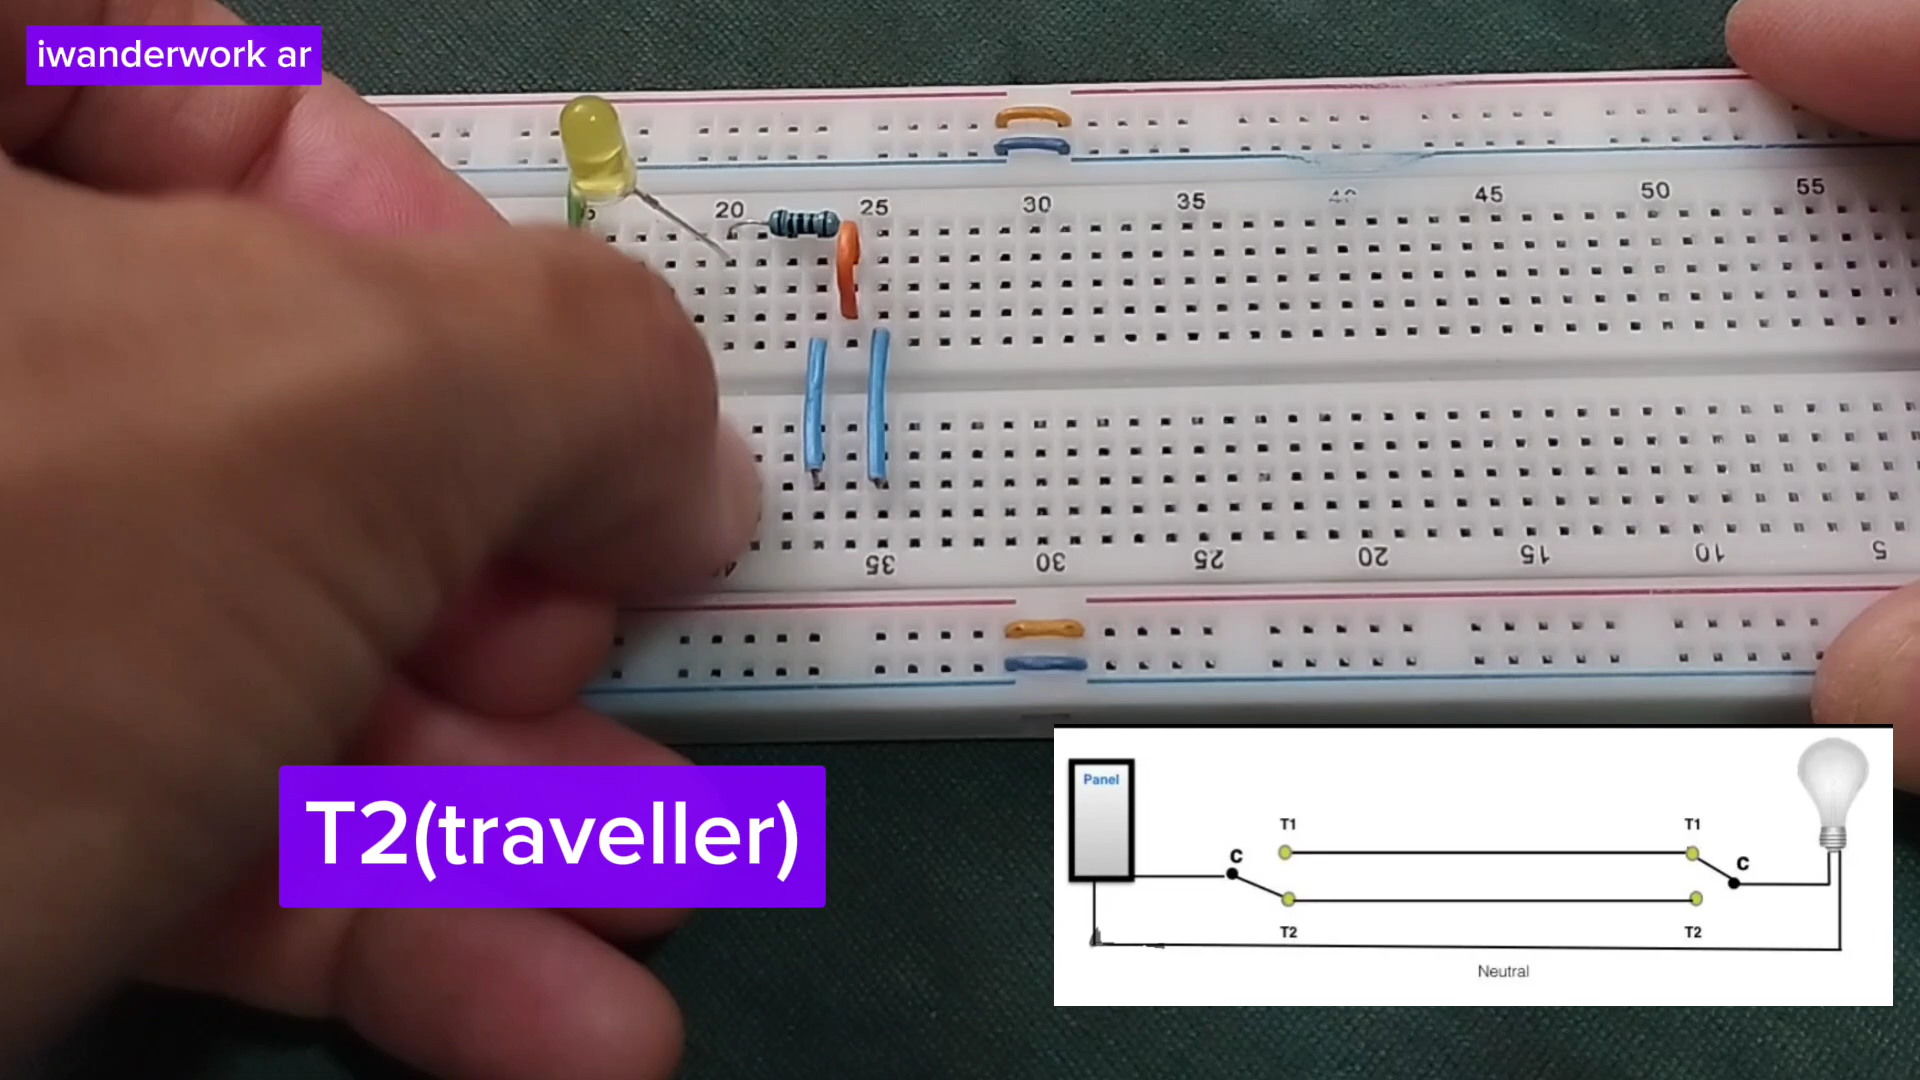 iwanderwork ar
20
25
30
35
45
50
55
35
30
25
20
15
10
5
T2(traveller)
Panel
T1
T1
C
C
T2
T2
Neutral